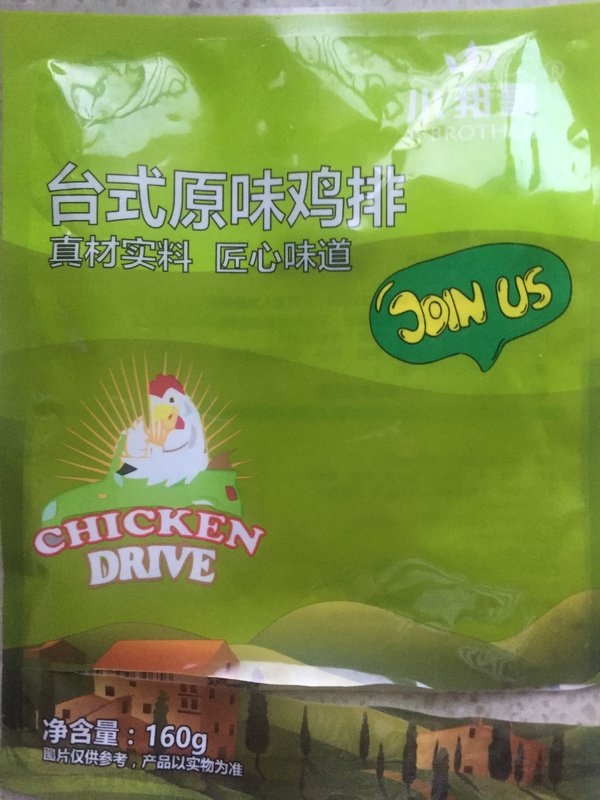 台式原味鸡排
真材实料 匠心味道
JOIN US
CHICKEN
DRIVE
净含量：160g
图片仅供参考，产品以实物为准